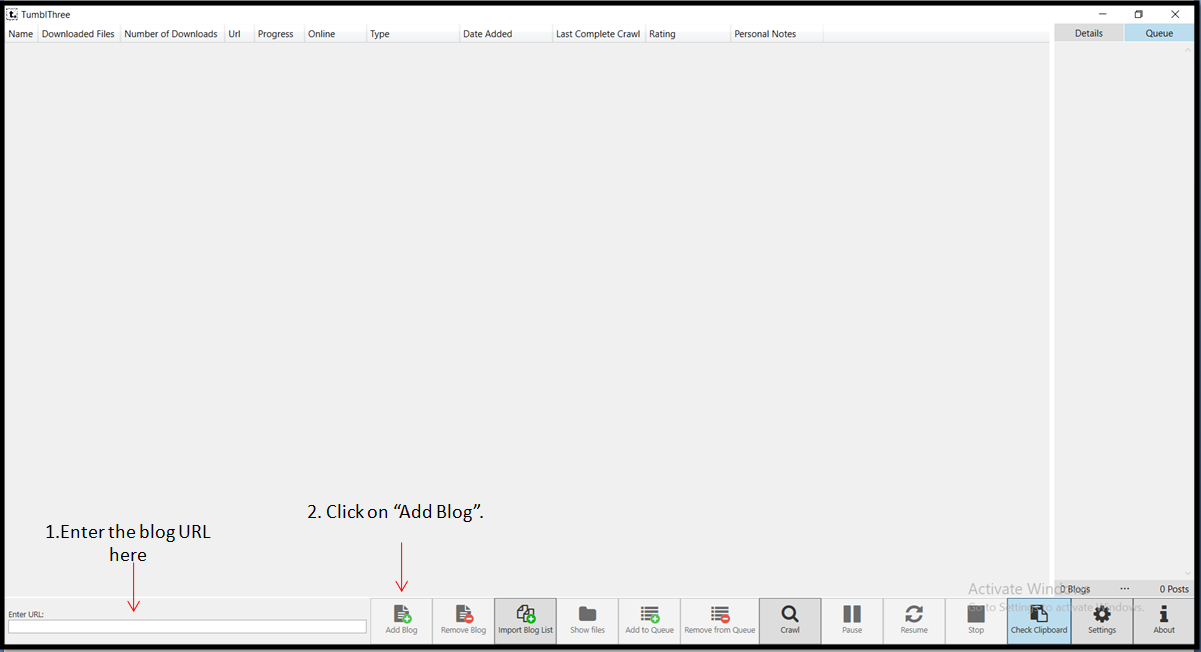 TumblThree
Name Downloaded Files Number of Downloads Url Progress Online Type Date Added Last Complete Crawl Rating Personal Notes
Details Queue
2. Click on “Add Blog”.
1.Enter the blog URL
here
Activate Windows
0 Blogs ... 0 Posts
Go to Settings to activate Windows.
Enter URL:
Add Blog Remove Blog Import Blog List Show files Add to Queue Remove from Queue Crawl Pause Resume Stop Check Clipboard Settings About